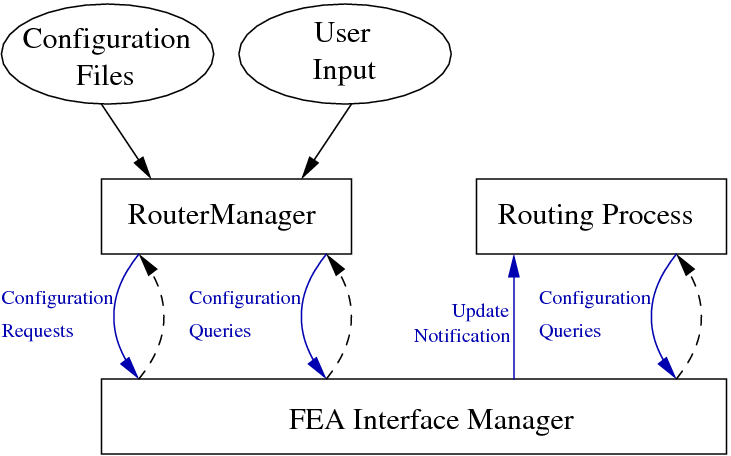 Configuration
Files
User
Input
RouterManager
Routing Process
Configuration
Requests
Configuration
Queries
Update
Notification
Configuration
Queries
FEA Interface Manager